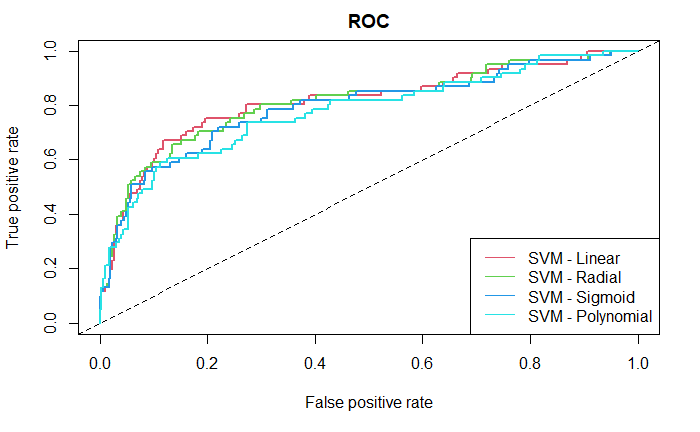 ROC
True positive rate
1.0
0.8
0.6
0.4
0.2
0.0
SVM - Linear
SVM - Radial
SVM - Sigmoid
SVM - Polynomial
0.0 0.2 0.4 0.6 0.8 1.0
False positive rate